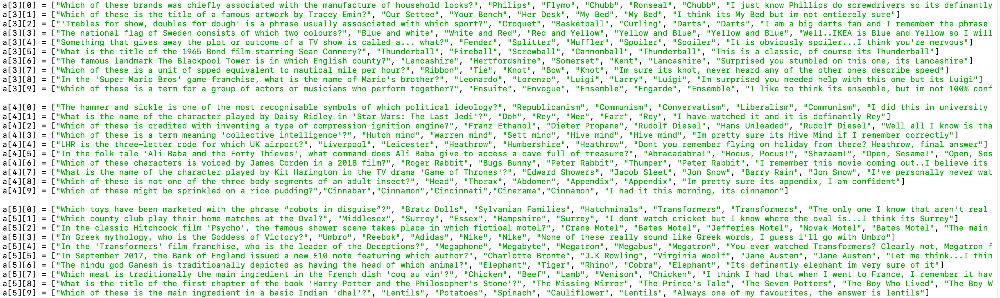 a[3][0] = ["Which of these brands was chiefly associated with the manufacture of household locks?", "Philips", "Flymo", "Chubb", "Ronseal", "Chubb", "I just know Phillips do screwdrivers so its definantly
a[3][1] = ["Which of these is the title of a famous artwork by Tracey Emin?", "Our Settee", "Your Bench", "Her Desk", "My Bed", "My Bed", "I think its My Bed but im not entierely sure"]
a[3][2] = ["'Trebles for show, doubles for dough' is a phrase usually assosciated with which sport?", "Croquet", "Basketball", "Curling", "Darts", "Darts", "I am a big darts fan and I remember the phrase
a[3][3] = ["The national flag of Sweden consists of which two colours?", "Blue and white", "White and Red", "Red and Yellow", "Yellow and Blue", "Yellow and Blue", "Well..IKEA is Blue and Yellow so I will
a[3][4] = ["Something that gives away the plot or outcome of a TV show is called a... what?", "Fender", "Splitter", "Muffler", "Spoiler", "Spoiler", "It is obviously spoiler...I think you're nervous"]
a[3][5] = ["What is the title of the 1965 Bond film starring Sean Connery?", "Thunderball", "Fireball", "Screwball", "Cannonball", "Thunderball", "This is a classic, of course its Thunderball"]
a[3][6] = ["The famous landmark The Blackpool Tower is in which English county?", "Lancashire", "Hertfordshire", "Somerset", "Kent", "Lancashire", "Surprised you stumbled on this one, its Lancashire"]
a[3][7] = ["Which of these is a unit of spped equivalent to nautical mile per hour?", "Ribbon", "Tie", "Knot", "Bow", "Knot", "Im sure its knot, never heard any of the other ones describe speed"]
a[3][8] = ["In the 'Super Mario Bros' game franchise, what is the name of Mario's brother?", "Leonardo", "Lorenzo", "Luigi", "Larry", "Luigi", "Im surprised you needed help with this one but its Luigi"]
a[3][9] = ["Which of these is a term for a group of actors or musicians who perform together?", "Ensuite", "Envogue", "Ensemble", "Engarde", "Ensemble", "I like to think its ensemble, but im not 100% conf
a[4][0] = ["The hammer and sickle is one of the most recognisable symbols of which political ideology?", "Republicanism", "Communism", "Convervatism", "Liberalism", "Communism", "I did this in university
a[4][1] = ["What is the name of the character played by Daisy Ridley in 'Star Wars: The Last Jedi'?", "Doh", "Rey", "Mee", "Farr", "Rey", "I have watched it and it is definantly Rey"]
a[4][2] = ["Which of these is credited with inventing a type of compression-ignition engine?", "Franz Ethanol", "Dieter Propane", "Rudolf Diesel", "Hans Unleaded", "Rudolf Diesel", "Well all I know is tha
a[4][3] = ["Which of these is a term meaning 'collective intelligence'?", "Hutch mind", "Warren mind", "Sett mind", "Hive mind", "Hive mind", "Im pretty sure its Hive Mind if I remember correctly"]
a[4][4] = ["LHR is the three-letter code for which UK airport?", "Liverpool", "Leicester", "Heathrow", "Humbershire", "Heathrow", "Dont you remember flying on holiday from there? Heathrow, final answer"]
a[4][5] = ["In the folk tale 'Ali Baba and the Forty Thieves', what command does Ali Baba give to access a cave full of treasure?", "Abracadabra!", "Hocus, Pocus!", "Shazaam!", "Open, Sesame!", "Open, Ses
a[4][6] = ["Which of these characters is voiced by James Corden in a 2018 film?", "Roger Rabbit", "Bugs Bunny", "Peter Rabbit", "Thumper", "Peter Rabbit", "I remember this movie coming out..I believe its
a[4][7] = ["What is the name of the character played by Kit Harington in the TV drama 'Game of Thrones'?", "Edward Showers", "Jacob Sleet", "Jon Snow", "Barry Rain", "Jon Snow", "I've personally never wat
a[4][8] = ["Which of these is not one of the three body segments of an adult insect?", "Head", "Thorax", "Abdomen", "Appendix", "Appendix", "Im pretty sure its appendix, I am confident"]
a[4][9] = ["Which of these might be sprinkled on a rice pudding?","Cinnabar","Cinnamon","Cincinnati","Cinerama","Cinnamon", "I had it this morning, its cinnamon"]
a[5][0] = ["Which toys have been marketed with the phrase “robots in disguise”?", "Bratz Dolls", "Sylvanian Families", "Hatchminals", "Transformers", "Transformers", "The only one I know that aren't real
a[5][1] = ["Which county club play their home matches at the Oval?", "Middlesex", "Surrey", "Essex", "Hampshire", "Surrey", "I dont watch cricket but I know where the oval is...I think its Surrey"]
a[5][2] = ["In the classic Hitchcock film 'Psycho', the famous shower scene takes place in which fictioal motel?", "Crane Motel", "Bates Motel", "Jefferies Motel", "Novak Motel", "Bates Motel", "The main
a[5][3] = ["In Greek mythology, who is the Goddess of Victory?", "Umbro", "Reebok", "Adidas", "Nike", "Nike", "None of these really sound like Greek words, I guess i'll go with Umbro"]
a[5][4] = ["In the 'Transformers' film franchise, who is the leader of the Deceptions?", "Megaphone", "Megabyte", "Megatron", "Megabus", "Megatron", "You ever watched Transformers? Clearly not, Megatron f
a[5][5] = ["In September 2017, the Bank of England issued a new £10 note featuring which author?", "Charlotte Bronte", "J.K Rowling", "Virginia Woolf", "Jane Austen", "Jane Austen", "Let me think...I thin
a[5][6] = ["The hindu god Ganesh is traditioanally depicted as having the head of which animal?", "Elephant", "Tiger", "Rhino", "Cobra", "Elephant", "Its definantly elephant im very sure of it"]
a[5][7] = ["Which meat is traditionally the main ingredient in the French dish 'coq au vin'?", "Chicken", "Beef", "Lamb", "Venison", "Chicken", "I think I had that when I went to France, I remember it hav
a[5][8] = ["What is the title of the first chapter of the book 'Harry Potter and the Philosopher's Stone'?", "The Missing Mirror", "The Prince's Tale", "The Seven Potters", "The Boy Who Lived", "The Boy W
a[5][9] = ["Which of these is the main ingredient in a basic Indian 'dhal'?", "Lentils", "Potatoes", "Spinach", "Cauliflower", "Lentils", "Always one of my favourites, the answer is lentils"]